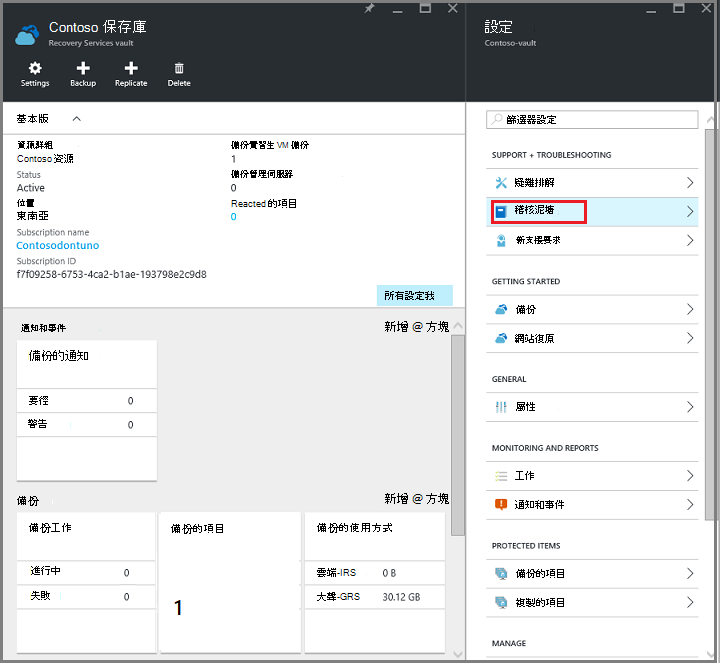 Contoso 保存庫
Recovery Services vault
Settings
Backup
Replicate
Delete
基本版
資源群組
Contoso 資源
Status
Active
位置
東南亞
Subscription name
Contosodontuno
Subscription ID
f7f09258-6753-4ca2-b1ae-193798e2c9d8
備份實習生 VM 備份
1
備份管理伺服器
0
Reacted 的項目
0
所有設定我
通知和事件
新增 @ 方塊
備份的通知
要徑 0
警告 0
備份
新增 @ 方塊
備份工作
進行中 0
失敗 0
備份的項目
1
備份的使用方式
雲端-IRS 0 B
大聲-GRS 30.12 GB
設定
Contoso-vault
篩選器設定
SUPPORT + TROUBLESHOOTING
疑難排解
稽核泥塘
新支援要求
GETTING STARTED
備份
網站復原
GENERAL
屬性
MONITORING AND REPORTS
工作
通知和事件
PROTECTED ITEMS
備份的項目
複製的項目
MANAGE